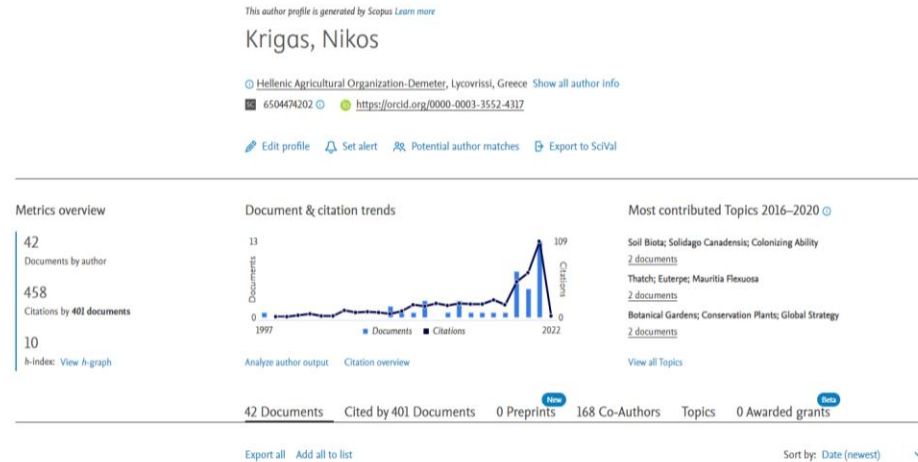 This author profile is generated by Scopus Learn more
Krigas, Nikos
Hellenic Agricultural Organization-Demeter, Lycovrissi, Greece Show all author info
SC 6504474202 https://orcid.org/0000-0003-3552-4317
Edit profile Set alert Potential author matches Export to SciVal
Metrics overview
42
Documents by author
458
Citations by 401 documents
10
h-index: View h-graph
Document & citation trends
13
109
Documents
Citations
0
0
1997
Documents Citations
2022
Analyze author output Citation overview
Most contributed Topics 2016–2020
Soil Biota; Solidago Canadensis; Colonizing Ability
2 documents
Thatch; Euterpe; Mauritia Flexuosa
2 documents
Botanical Gardens; Conservation Plants; Global Strategy
2 documents
View all Topics
New
Beta
42 Documents Cited by 401 Documents 0 Preprints 168 Co-Authors Topics 0 Awarded grants
Export all Add all to list
Sort by: Date (newest)